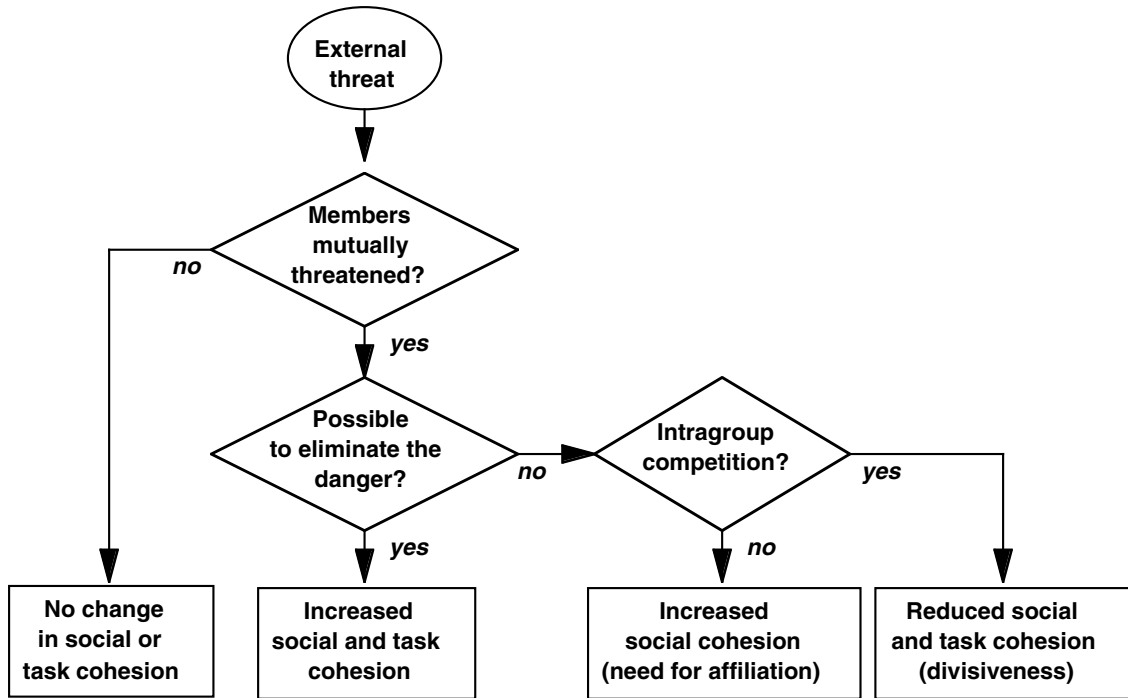 External
threat
Members
mutually
threatened?
no
yes
Possible
to eliminate the
danger?
no
Intragroup
competition?
yes
yes
no
No change
in social or
task cohesion
Increased
social and task
cohesion
Increased
social cohesion
(need for affiliation)
Reduced social
and task cohesion
(divisiveness)